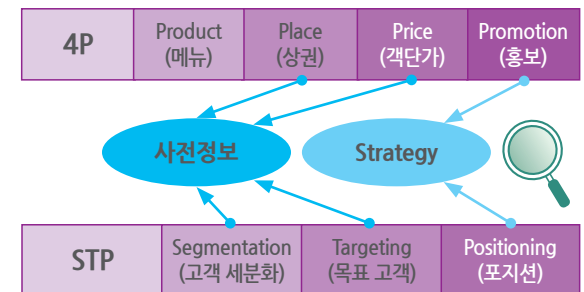 4P
Product
(메뉴)
Place
(상권)
Price
(객단가)
Promotion
(홍보)
사전정보
Strategy
STP
Segmentation
(고객 세분화)
Targeting
(목표 고객)
Positioning
(포지션)